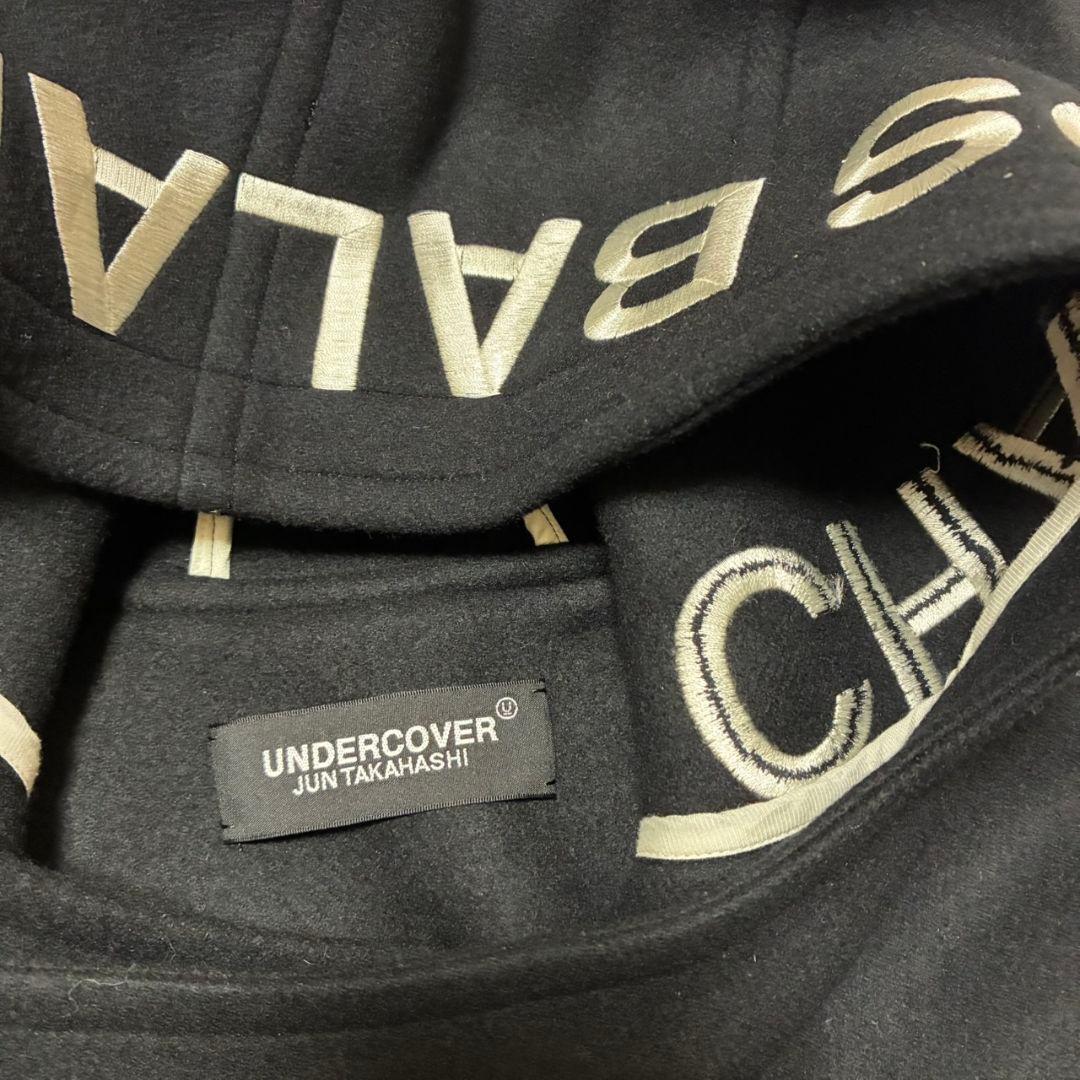 S BALA
CHA
UNDERCOVER U
JUN TAKAHASHI